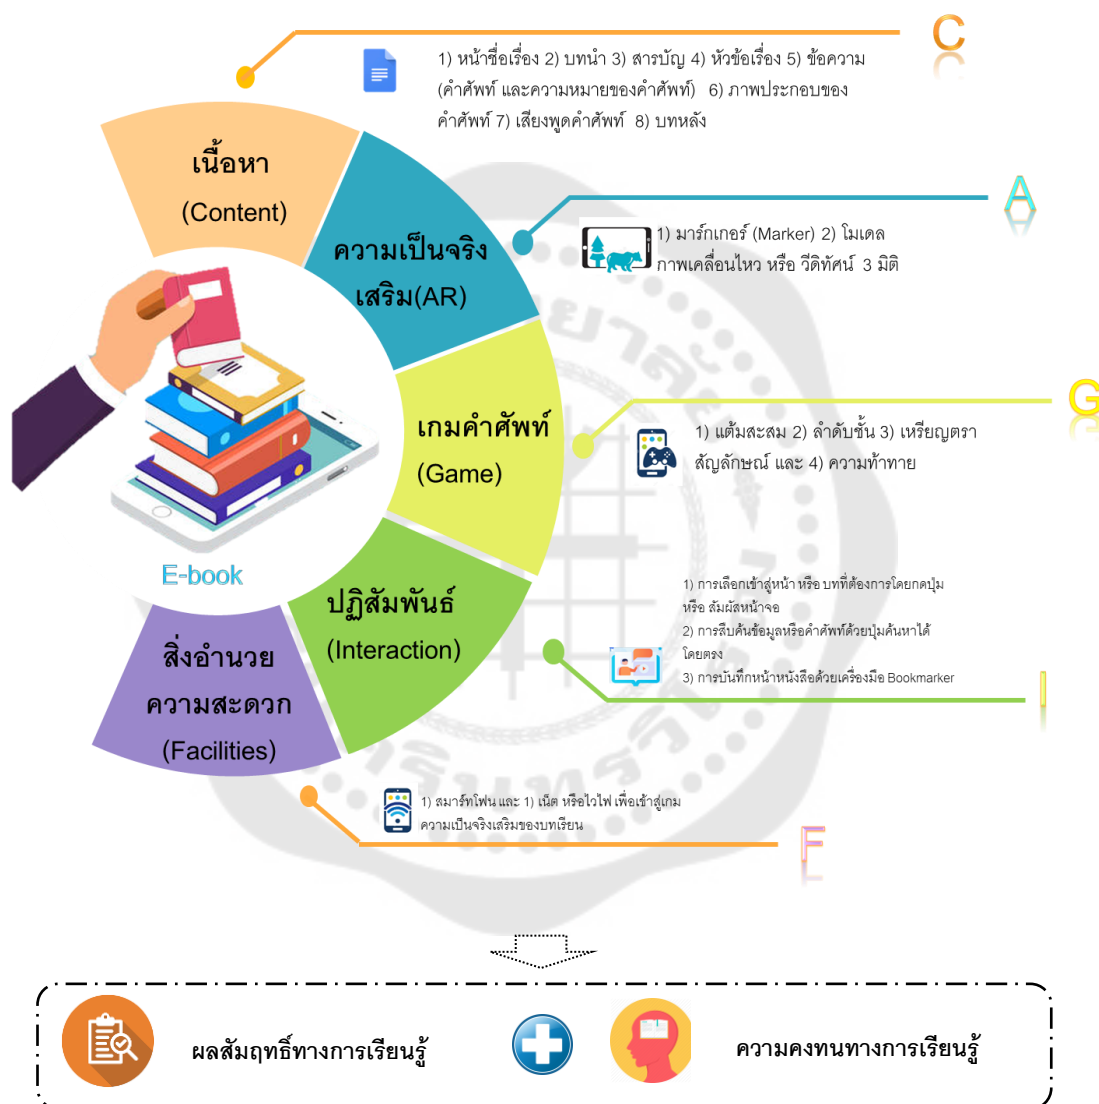 C
1) หน้าชื่อเรื่อง 2) บทนำ 3) สารบัญ 4) หัวข้อเรื่อง 5) ข้อความ
(คำศัพท์ และความหมายของคำศัพท์) 6) ภาพประกอบของ
คำศัพท์ 7) เสียงพูดคำศัพท์ 8) บทหลัง
เนื้อหา
(Content)
A
1) มาร์กเกอร์ (Marker) 2) โมเดล
ภาพเคลื่อนไหว หรือ วีดิทัศน์ 3 มิติ
ความเป็นจริง
เสริม(AR)
G
1) แต้มสะสม 2) ลำดับชั้น 3) เหรียญตรา
สัญลักษณ์ และ 4) ความท้าทาย
เกมคำศัพท์
(Game)
E-book
1) การเลือกเข้าสู่หน้า หรือ บทที่ต้องการโดยกดปุ่ม
หรือ สัมผัสหน้าจอ
2) การสืบค้นข้อมูลหรือคำศัพท์ด้วยปุ่มค้นหาได้
โดยตรง
3) การบันทึกหน้าหนังสือด้วยเครื่องมือ Bookmarker
I
ปฏิสัมพันธ์
(Interaction)
สิ่งอำนวย
ความสะดวก
(Facilities)
1) สมาร์ทโฟน และ 1) เน็ต หรือไวไฟ เพื่อเข้าสู่เกม
ความเป็นจริงเสริมของบทเรียน
F
ผลสัมฤทธิ์ทางการเรียนรู้
ความคงทนทางการเรียนรู้